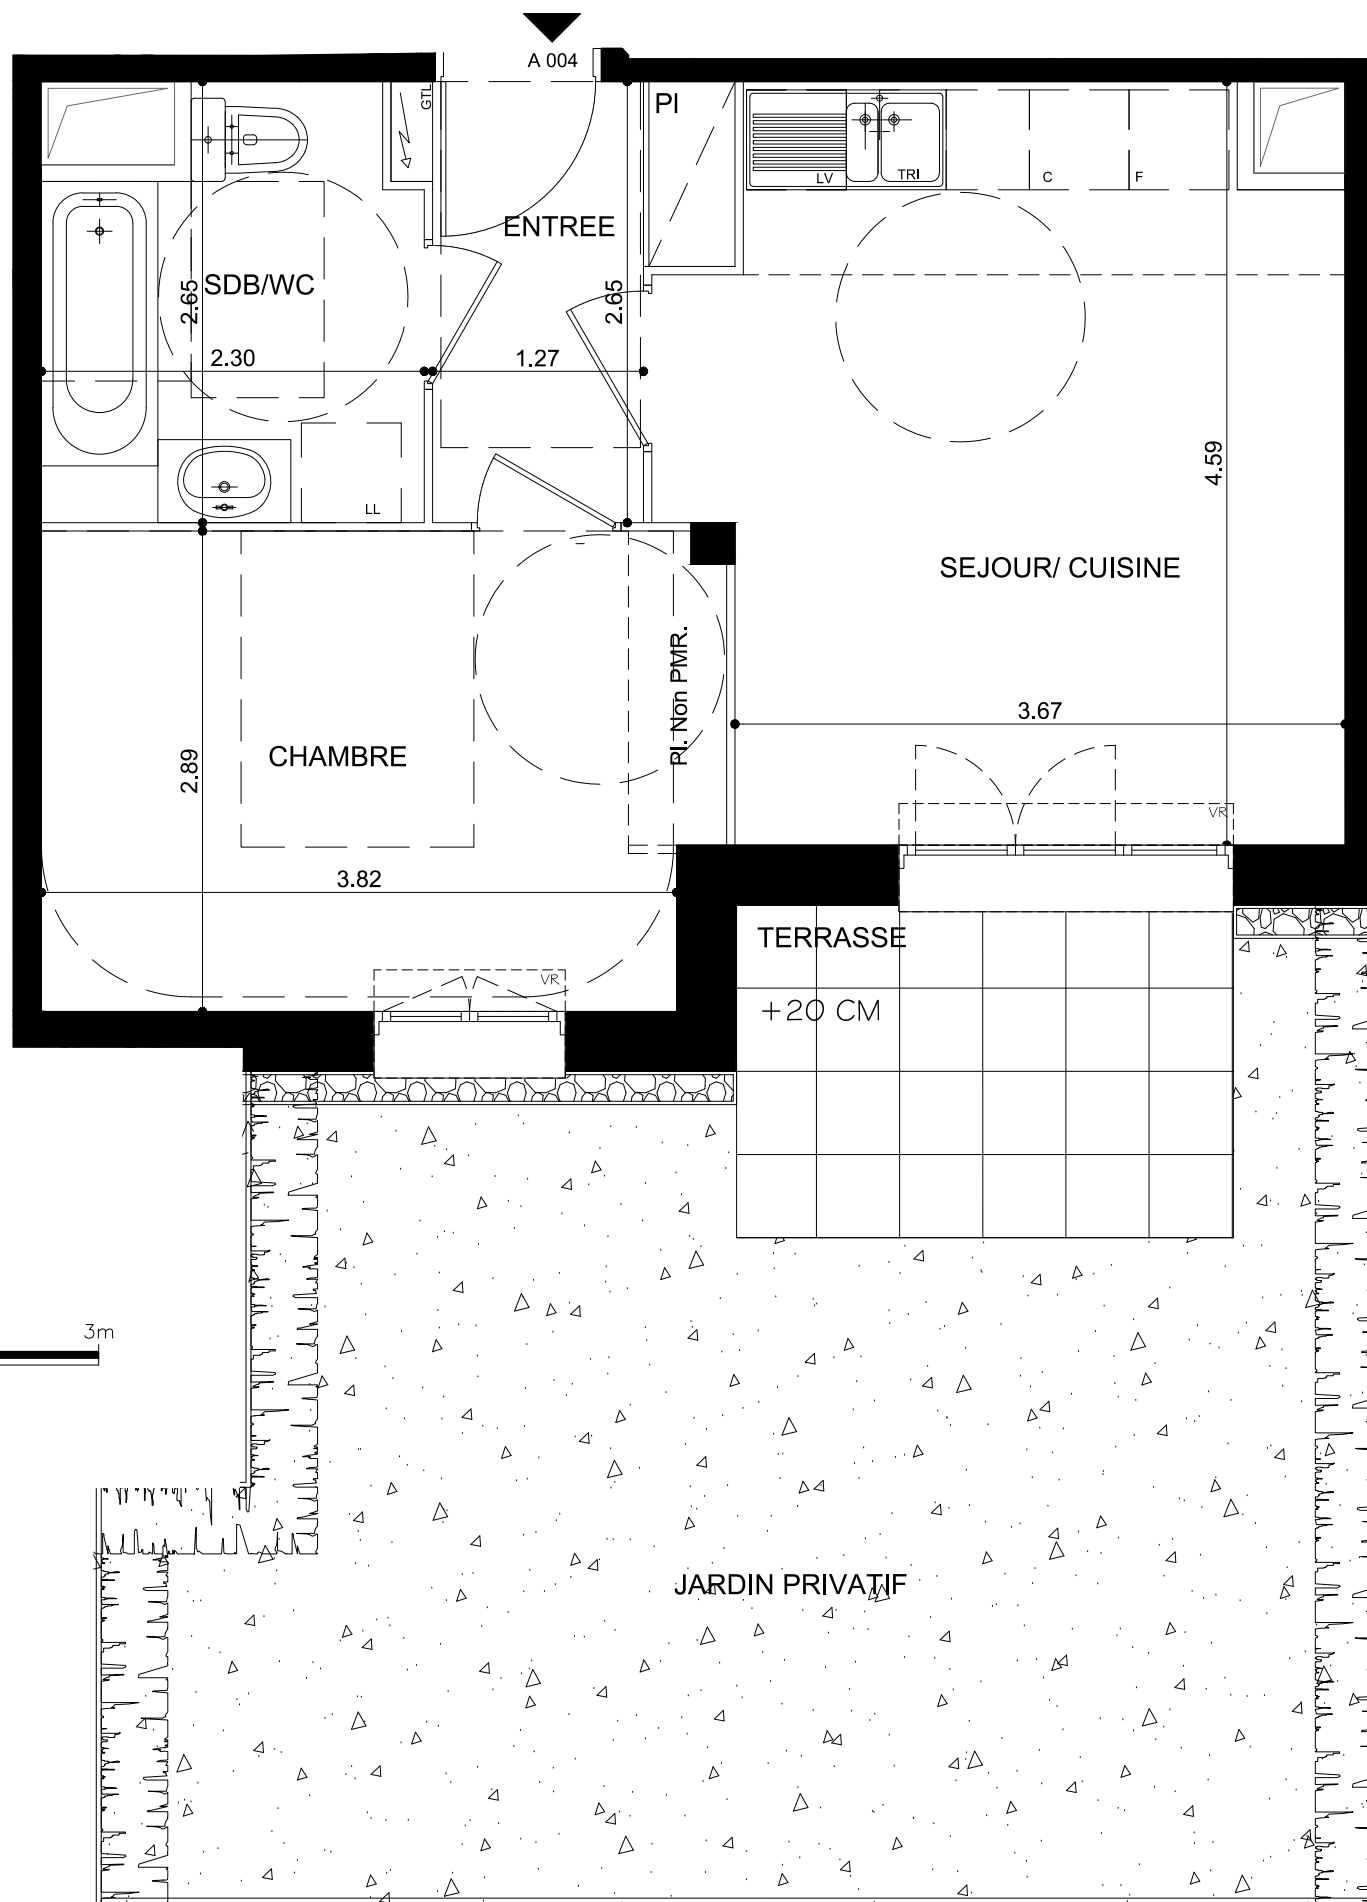 A 004
GTL
PI
LV
TRI
C
F
ENTREE
SDB/WC
2.65
2.65
2.30
1.27
4.59
LL
SEJOUR/ CUISINE
PI. Non PMR.
3.67
CHAMBRE
2.89
VR
3.82
TERRASSE
VR
+20 CM
3m
JARDIN PRIVATIF